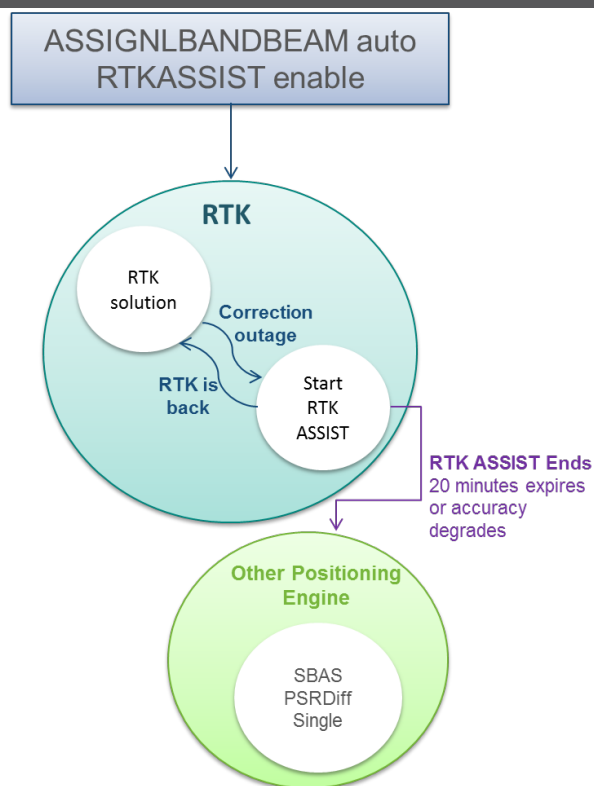 ASSIGNLBANDBEAM auto
RTKASSIST enable
RTK
RTK
solution
Correction
outage
RTK is
back
Start
RTK
ASSIST
RTK ASSIST Ends
20 minutes expires
or accuracy
degrades
Other Positioning
Engine
SBAS
PSRDiff
Single